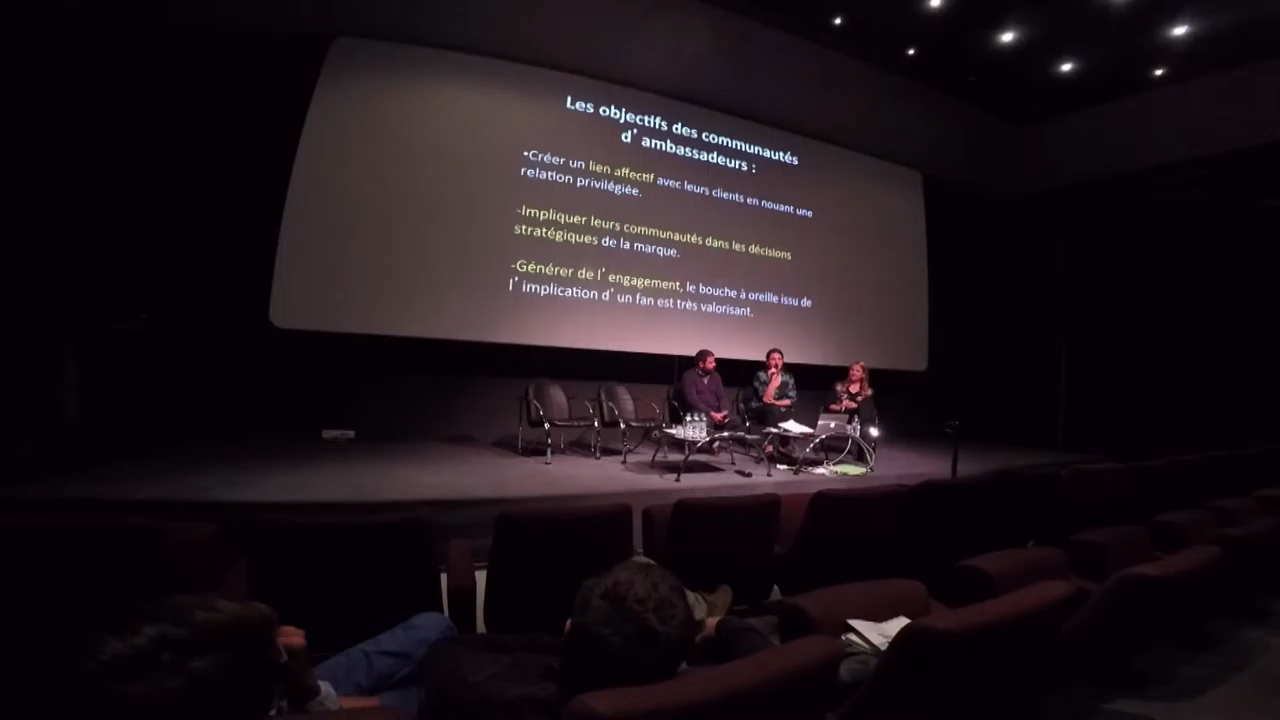 Les objectifs des communautés
d'ambassadeurs :
•Créer un lien affectif avec leurs clients en nouant une
relation privilégiée.
-Impliquer leurs communautés dans les décisions
stratégiques de la marque.
-Générer de l'engagement, le bouche à oreille issu de
l'implication d'un fan est très valorisant.